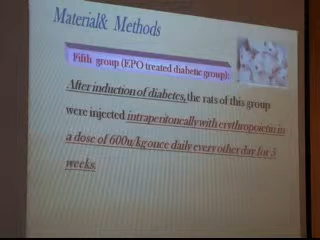 Material& Methods
Fifth group (EPO treated diabetic group):
After induction of diabetes, the rats of this group
were injected intraperitoneally with erythropoietin in
a dose of 600u/kg once daily every other day for 5
weeks.